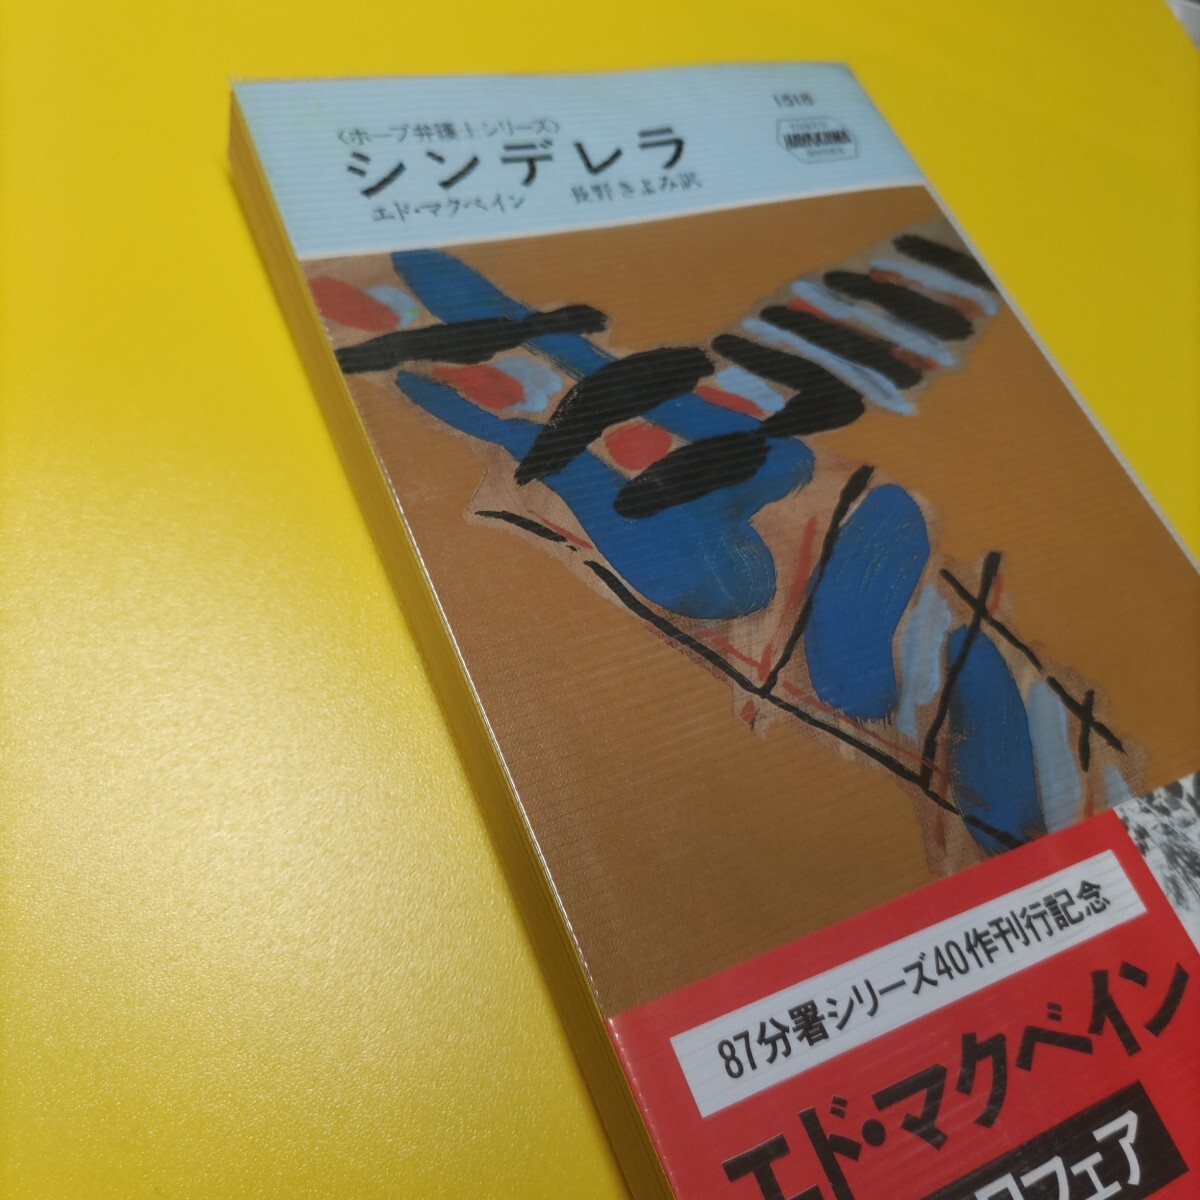 〈ホープ弁護士シリーズ〉
シンデレラ
エド・マクベイン 長野きよみ訳
1515
HAYAKAWA
87分署シリーズ40作刊行記念
エド・マクベイン
フェア